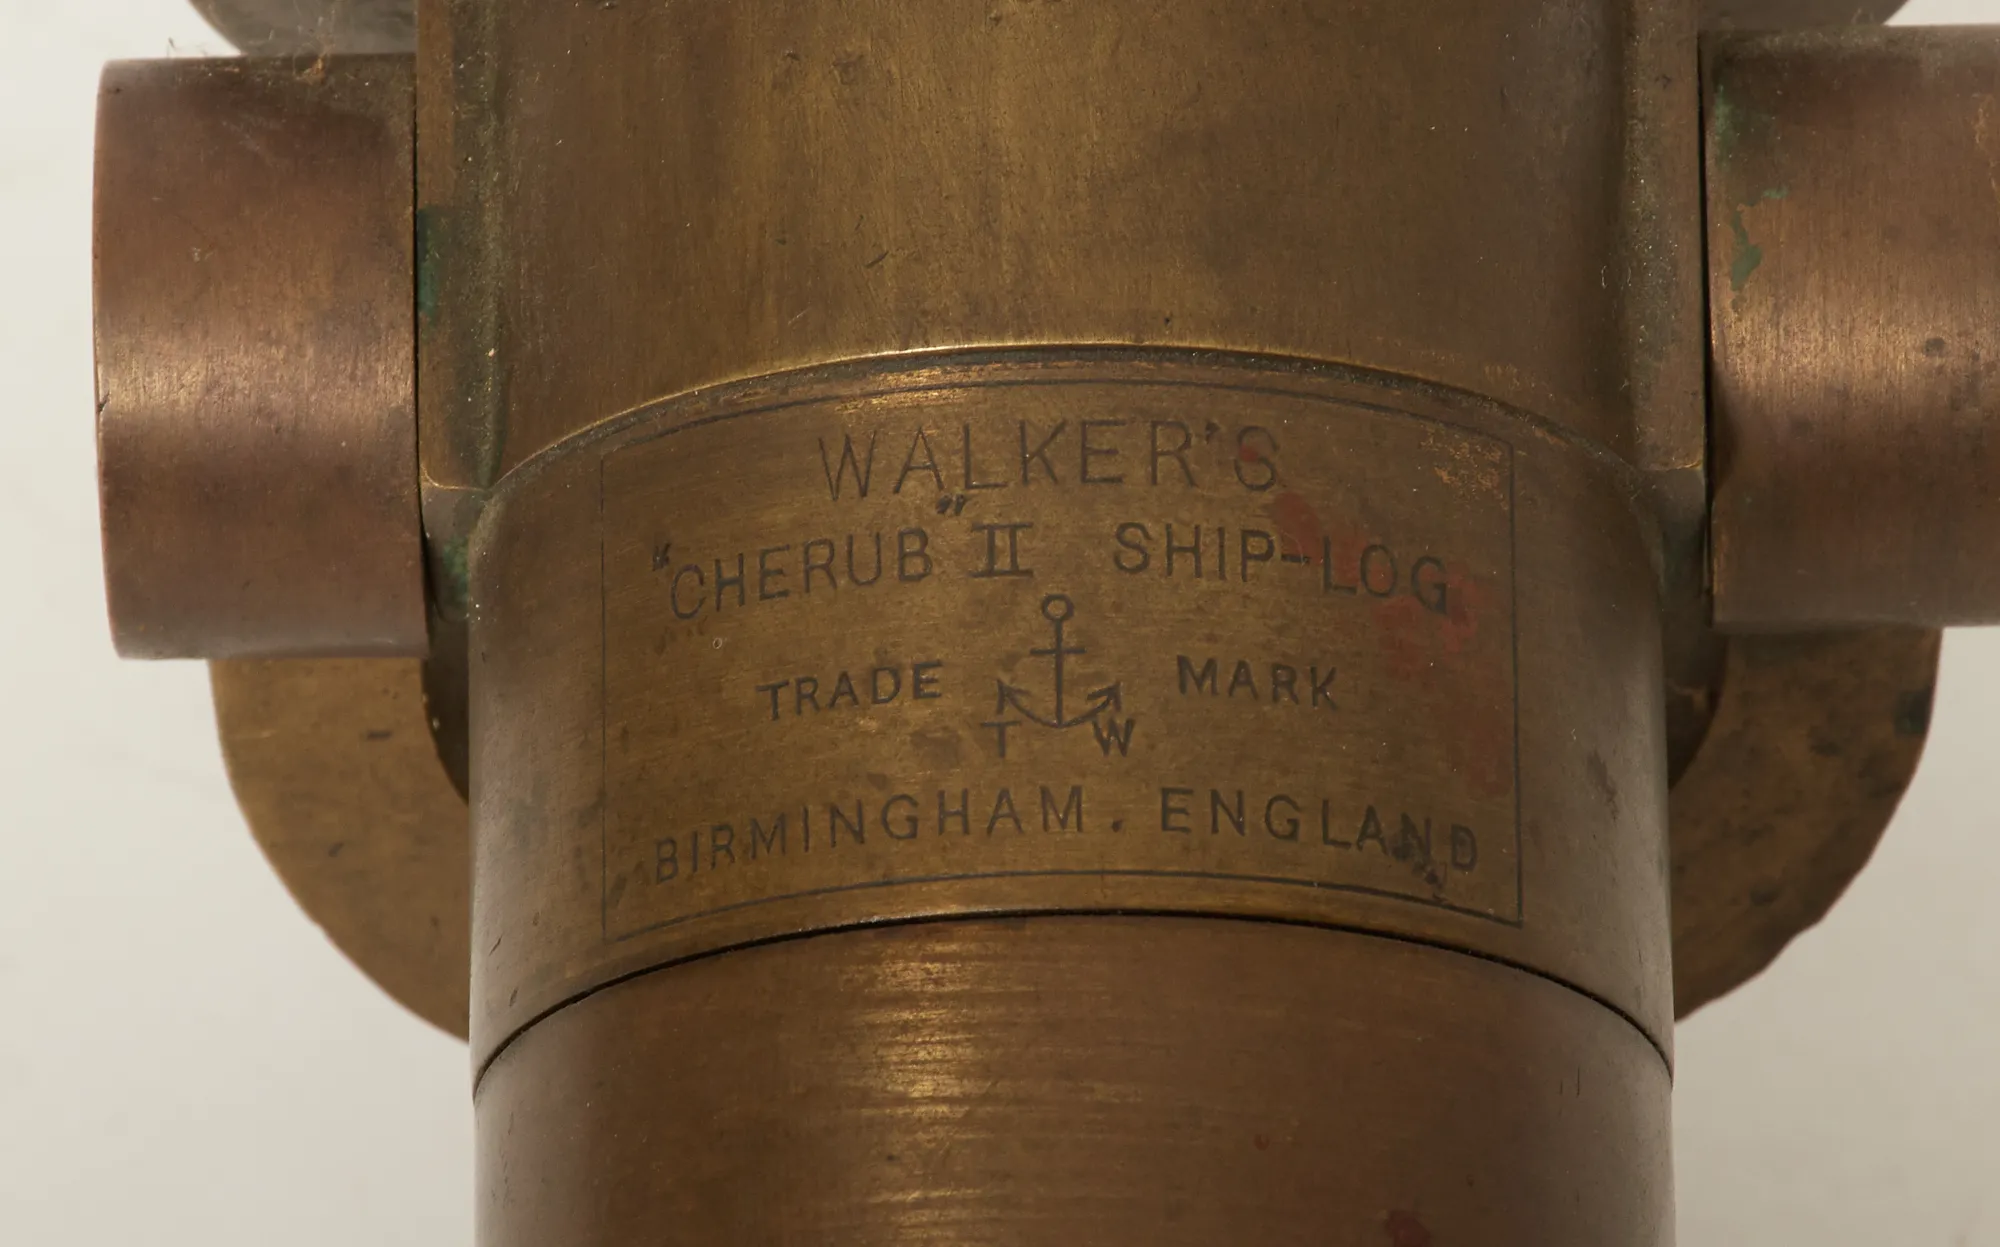 WALKER'S
"CHERUB" II SHIP-LOG
TRADE MARK
T W
BIRMINGHAM. ENGLAND